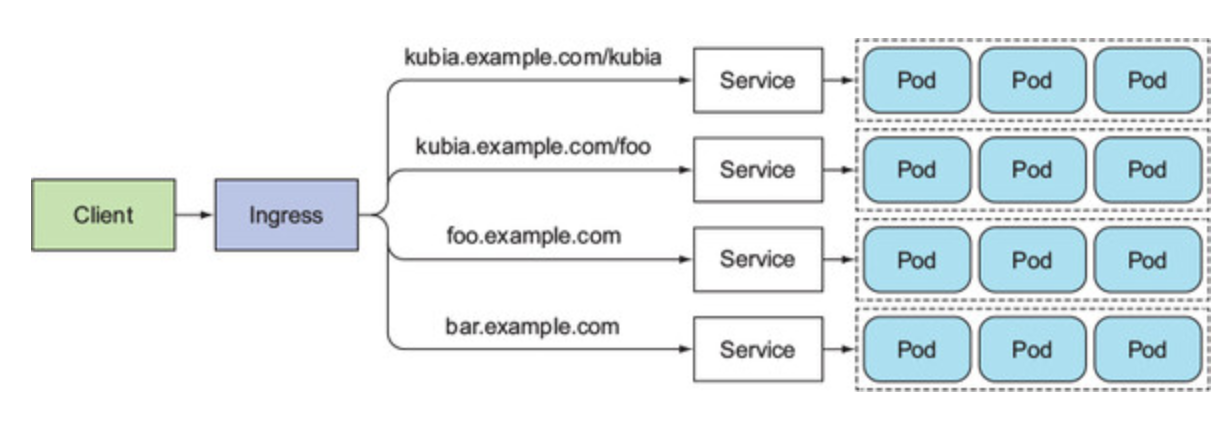 kubia.example.com/kubia
Service
Pod
Pod
Pod
kubia.example.com/foo
Service
Pod
Pod
Pod
Client
Ingress
foo.example.com
Service
Pod
Pod
Pod
bar.example.com
Service
Pod
Pod
Pod